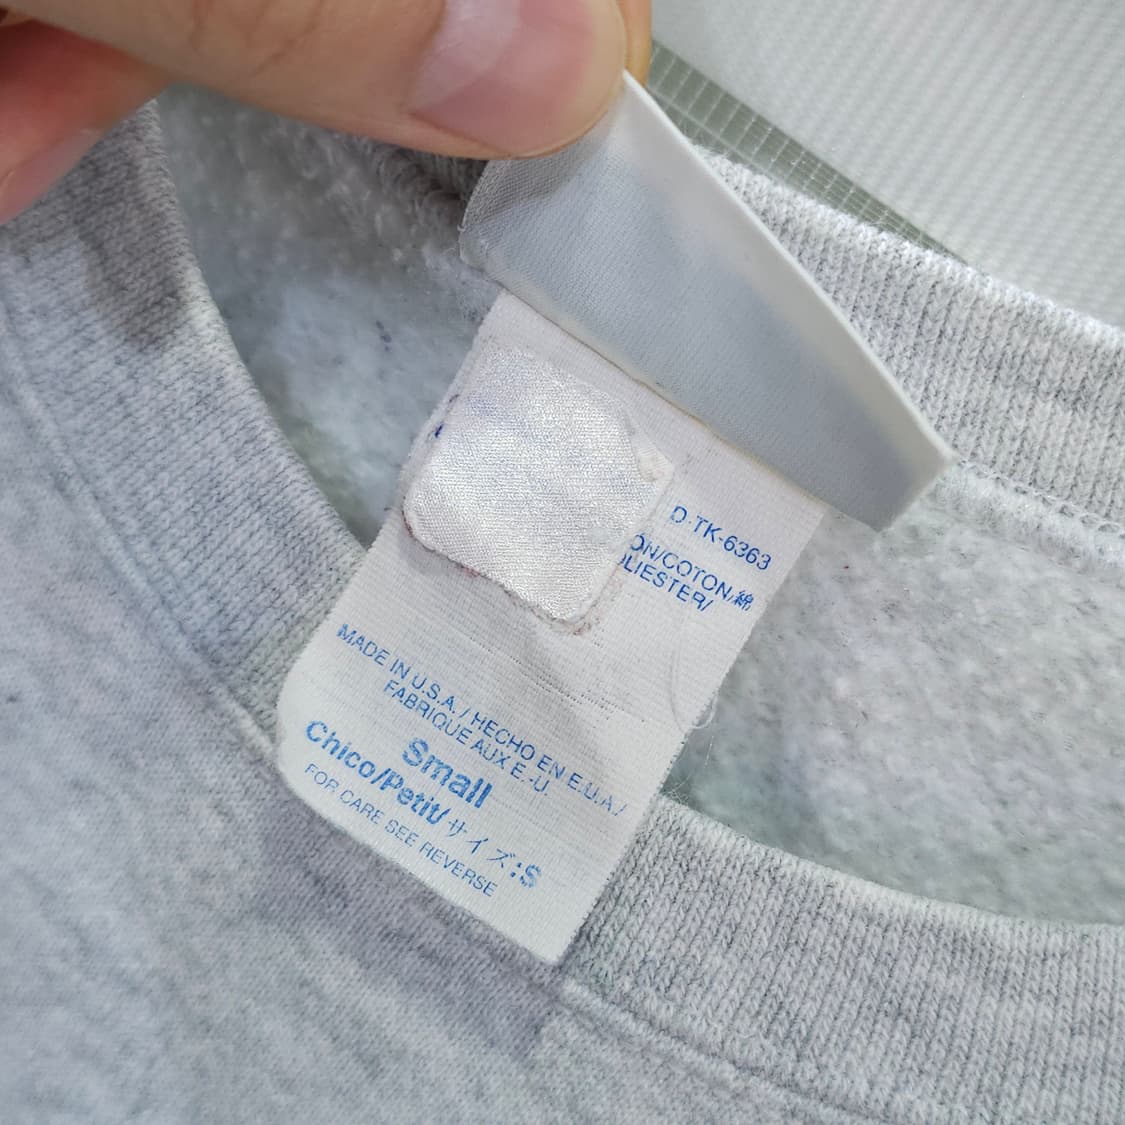 D-TK-6363
ON/COTON/綿
OLIESTER/
MADE IN U.S.A./HECHO EN E.U.A./
FABRIQUE AUX E.-U.
Small
Chico/Petit/サイズ:S
FOR CARE SEE REVERSE